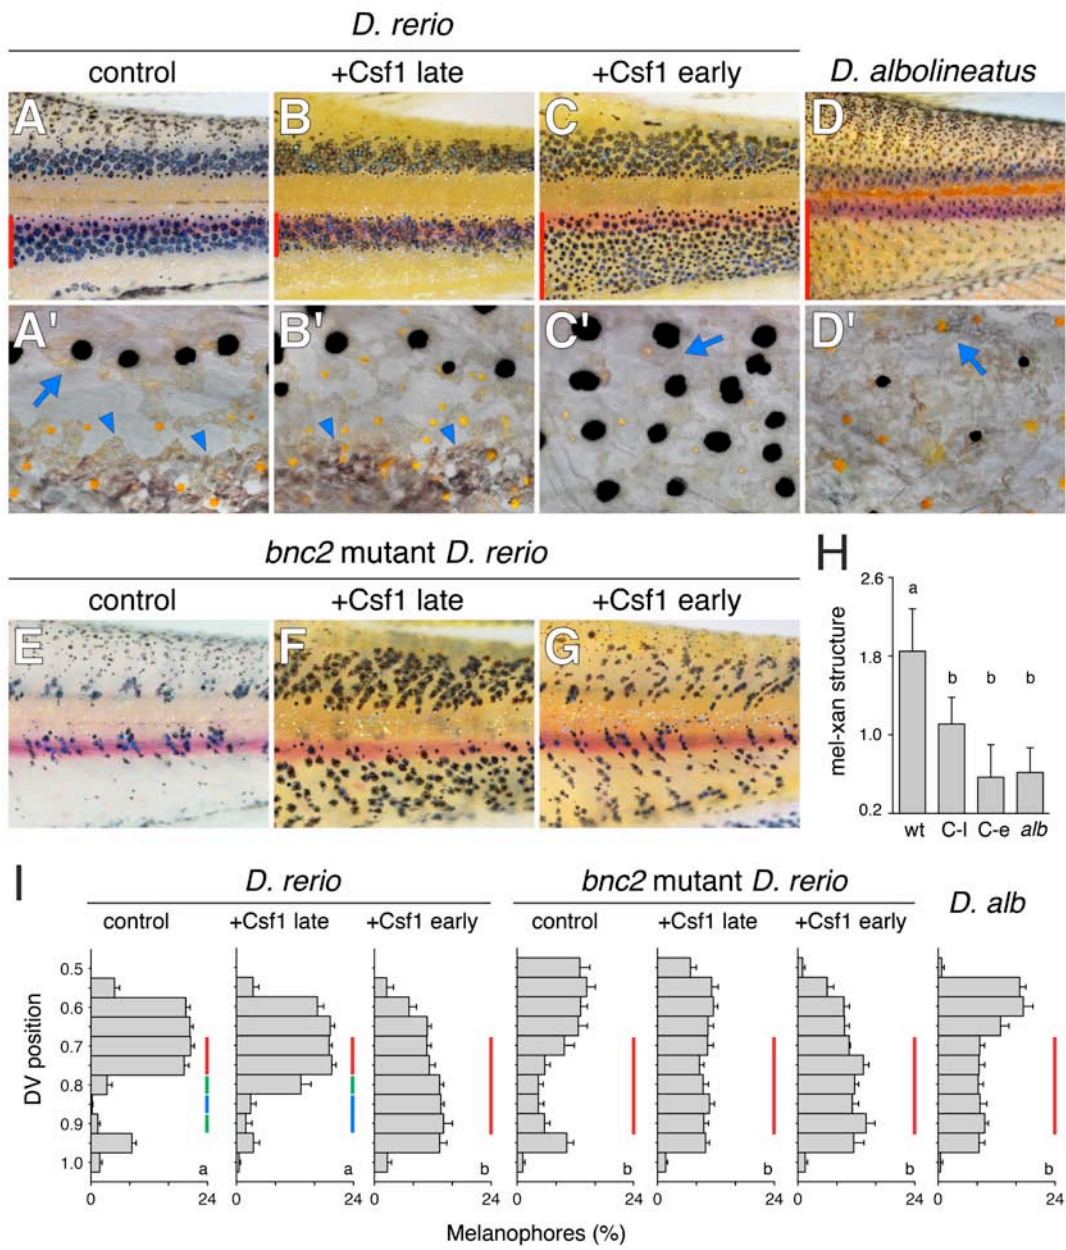 D. rerio
control +Csf1 late +Csf1 early D. albolineatus
A B C D
A' B' C' D'
bnc2 mutant D. rerio
control +Csf1 late +Csf1 early
E F G
H
2.6
1.8
1.0
0.2
mel-xan structure
a b b b
wt C-l C-e alb
I
D. rerio bnc2 mutant D. rerio D. alb
control +Csf1 late +Csf1 early control +Csf1 late +Csf1 early
DV position
0.5
0.6
0.7
0.8
0.9
1.0
a a b b b b b
0 24 0 24 0 24 0 24 0 24 0 24 0 24
Melanophores (%)